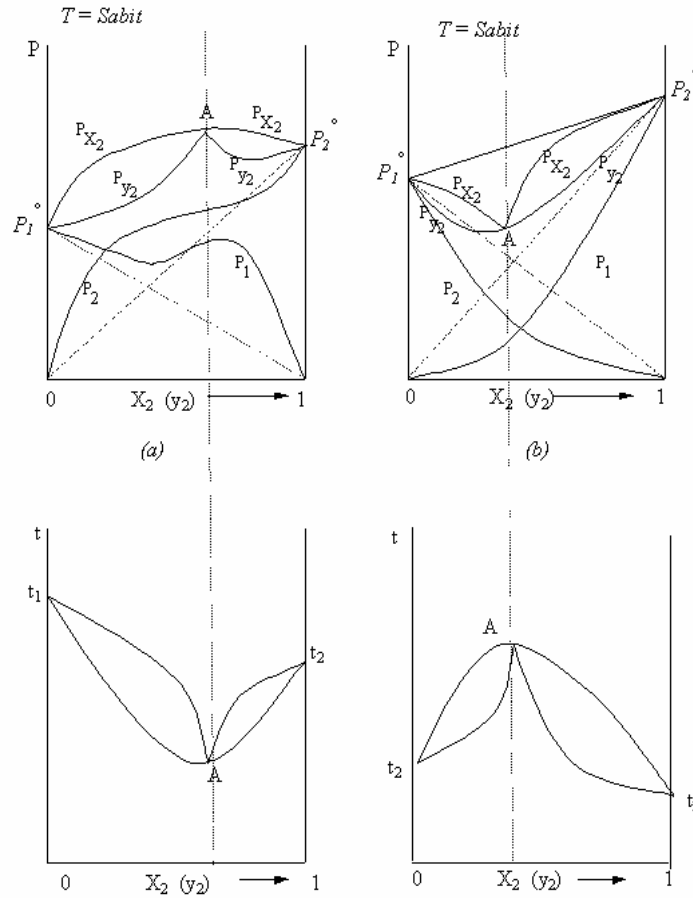 T = Sabit
P
P_X2
A
P_X2
P_y2
P_y2
P_2°
P_1°
P_2
P_1
0
X_2 (y_2)
1
(a)
T = Sabit
P
P_2
P_1°
P_X2
P_X2
P_y2
P_y2
A
P_2
P_1
0
X_2 (y_2)
1
(b)
t
t_1
t_2
A
0
X_2 (y_2)
1
t
A
t_2
0
X_2 (y_2)
1